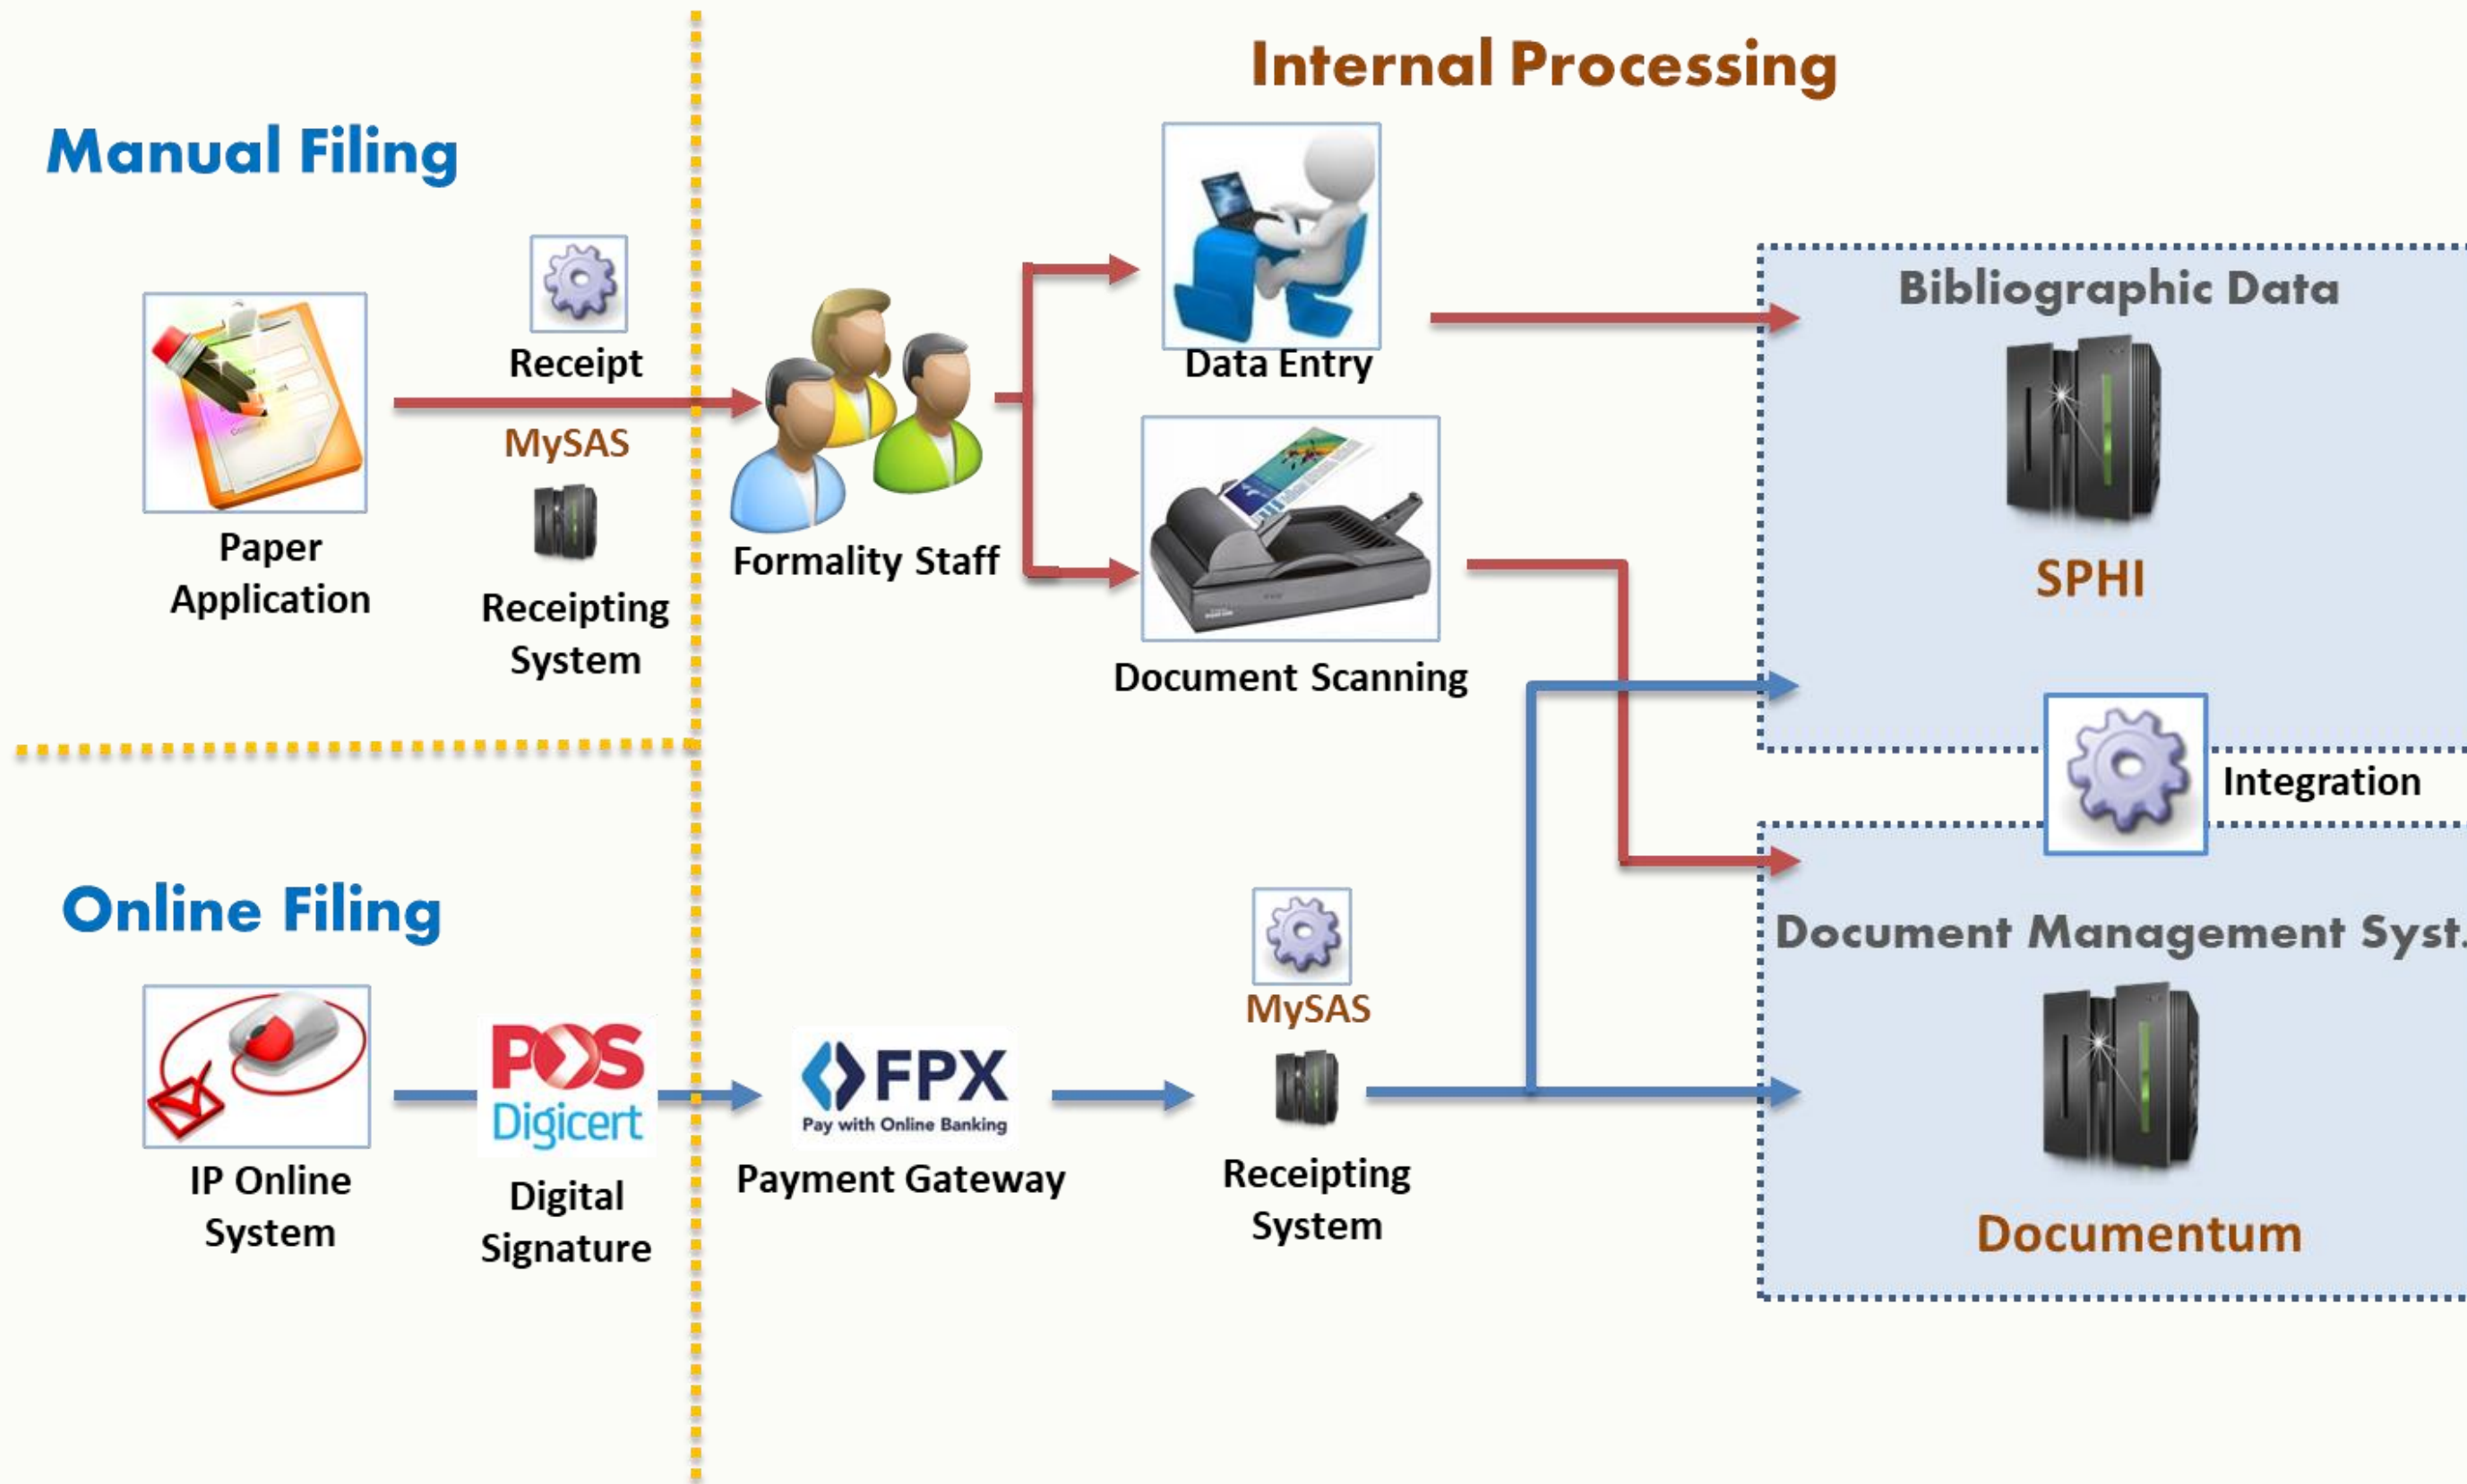 Internal Processing
Manual Filing
Receipt
MySAS
Receipting
System
Paper
Application
Formality Staff
Data Entry
Document Scanning
Bibliographic Data
SPHI
Integration
Online Filing
IP Online
System
POS
Digicert
Digital
Signature
FPX
Pay with Online Banking
Payment Gateway
MySAS
Receipting
System
Document Management Syst.
Documentum